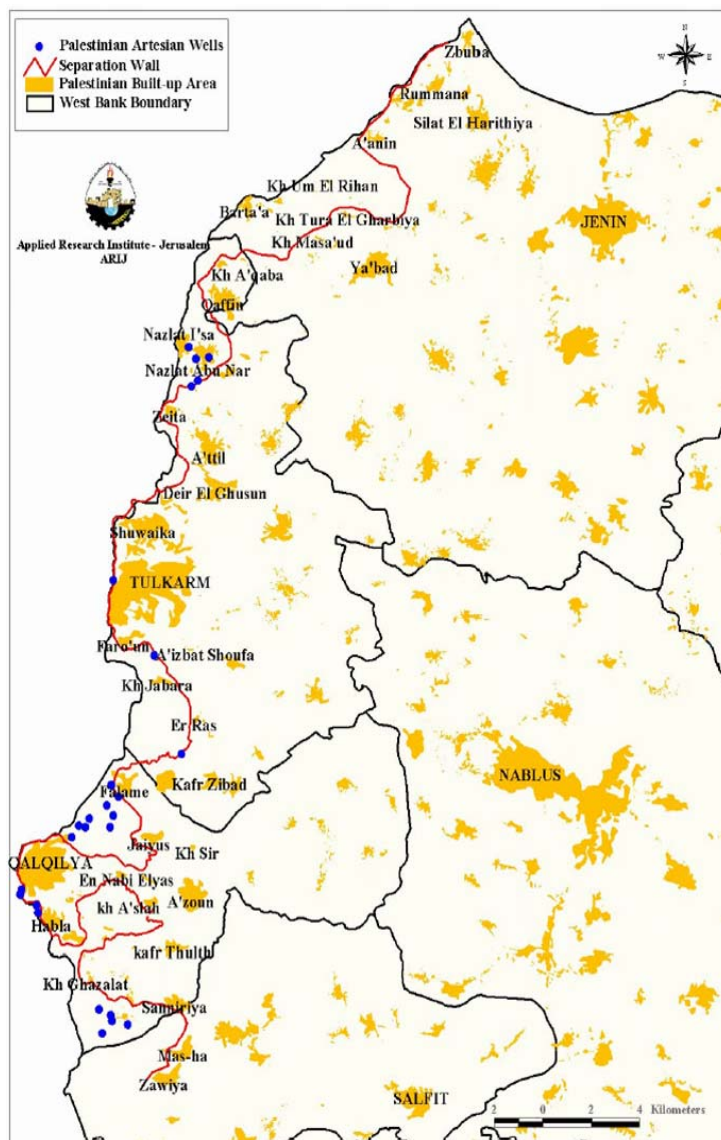 Palestinian Artesian Wells
Separation Wall
Palestinian Built-up Area
West Bank Boundary
N
W
E
S
Zbuba
Rummana
Silat El Harithiya
A'anin
Kh Um El Rihan
Barta'a
Kh Tura El Gharbiya
JENIN
Applied Research Institute - Jerusalem
ARIJ
Kh Masa'ud
Ya'bad
Kh A'qaba
Qaffin
Nazlat I'sa
Nazlat Abu Nar
Zeita
A'ttil
Deir El Ghusun
Shuwaika
TULKARM
Faro'un
A'izbat Shoufa
Kh Jabara
Er Ras
NABLUS
Falame
Kafr Zibad
Jaiyus
Kh Sir
QALQILYA
En Nabi Elyas
A'zoun
kh A'slah
Habla
kafr Thulth
Kh Ghazalat
Sanniriya
Mas-ha
Zawiya
SALFIT
2 0 2 4 Kilometers